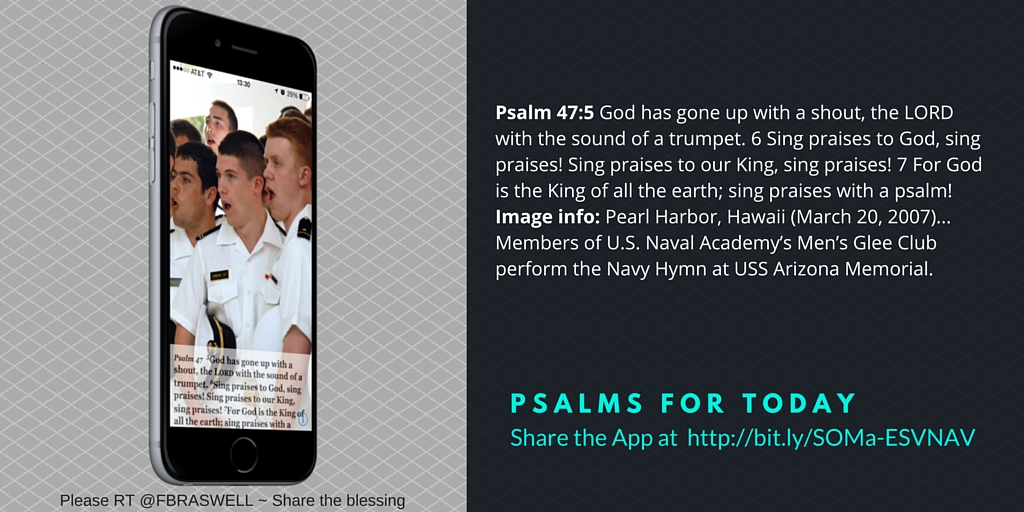 AT&T 13:30 29%
Psalm 47 5God has gone up with a
shout, the LORD with the sound of a
trumpet. 6Sing praises to God, sing
praises! Sing praises to our King,
sing praises! 7For God is the King of
all the earth; sing praises with a
Please RT @FBRASWELL ~ Share the blessing
Psalm 47:5 God has gone up with a shout, the LORD
with the sound of a trumpet. 6 Sing praises to God, sing
praises! Sing praises to our King, sing praises! 7 For God
is the King of all the earth; sing praises with a psalm!
Image info: Pearl Harbor, Hawaii (March 20, 2007)...
Members of U.S. Naval Academy's Men's Glee Club
perform the Navy Hymn at USS Arizona Memorial.
PSALMS FOR TODAY
Share the App at http://bit.ly/SOMa-ESVNAV